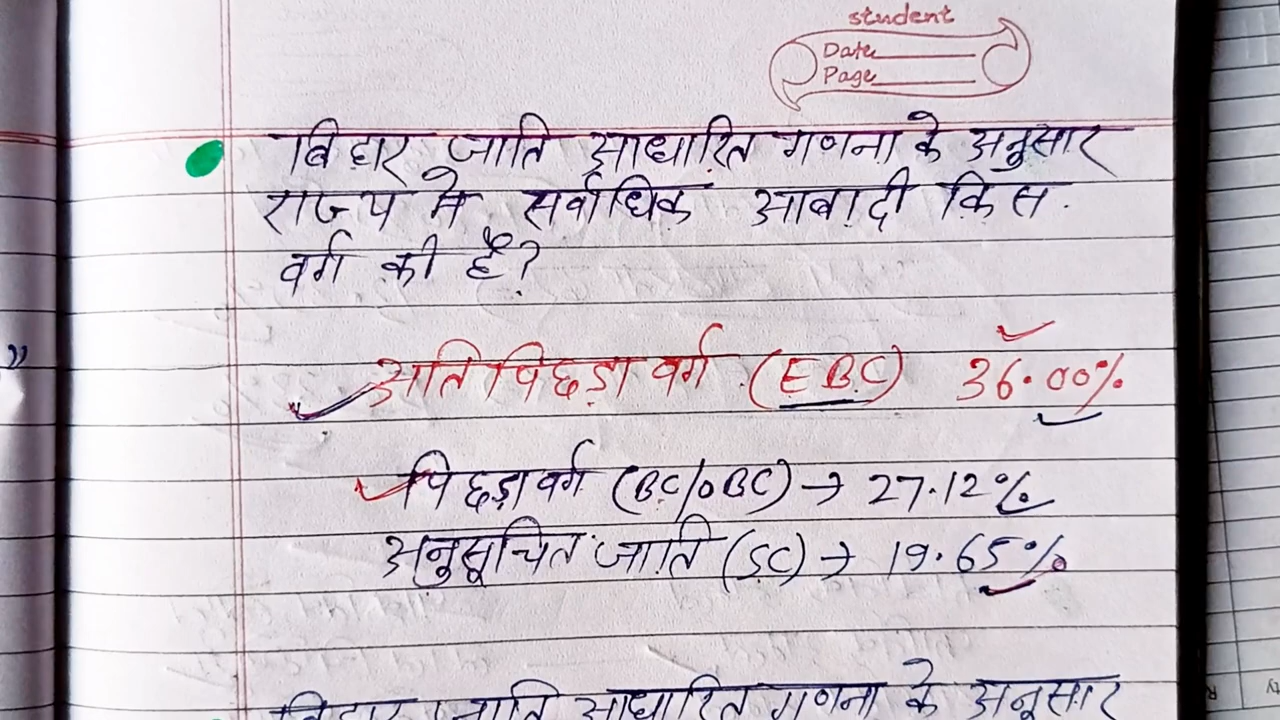 student
Date
Page
बिहार जाति आधारित गणना के अनुसार
राज्य मे सर्वाधिक आबादी किस
वर्ग की है?
”
अति पिछड़ा वर्ग (EBC) 36.00%
पिछड़ा वर्ग (BC/OBC) → 27.12%
अनुसूचित जाति (SC) → 19.65%
बिहार जाति आधारित गणना के अनुसार